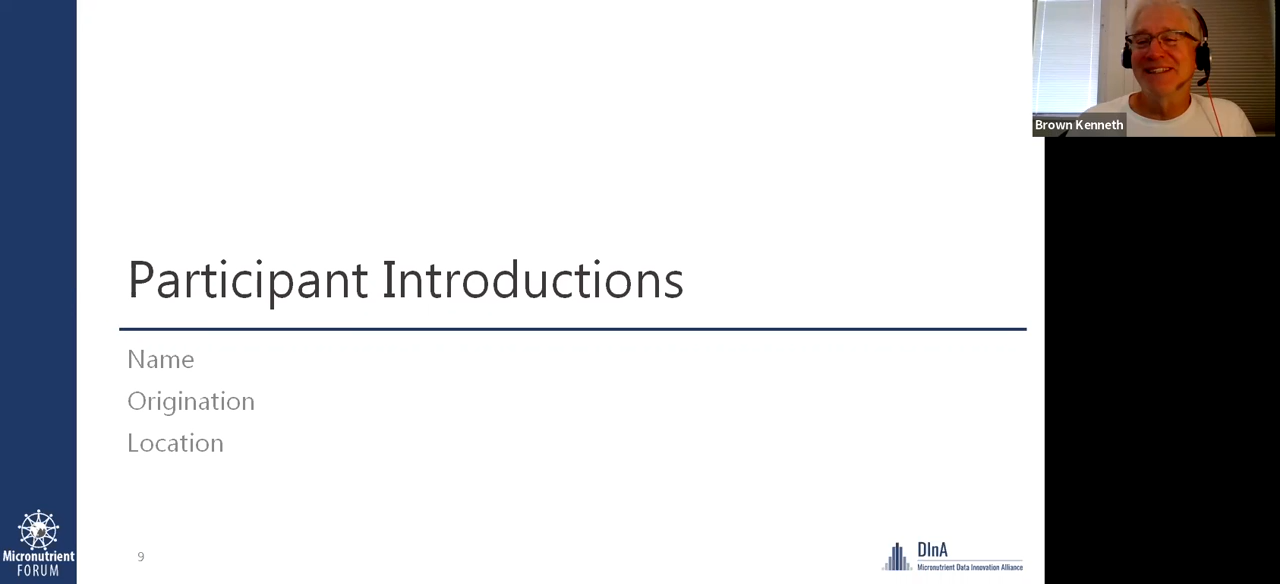 Brown Kenneth
Participant Introductions
Name
Origination
Location
Micronutrient
FORUM
9
DInA
Micronutrient Data Innovation Alliance